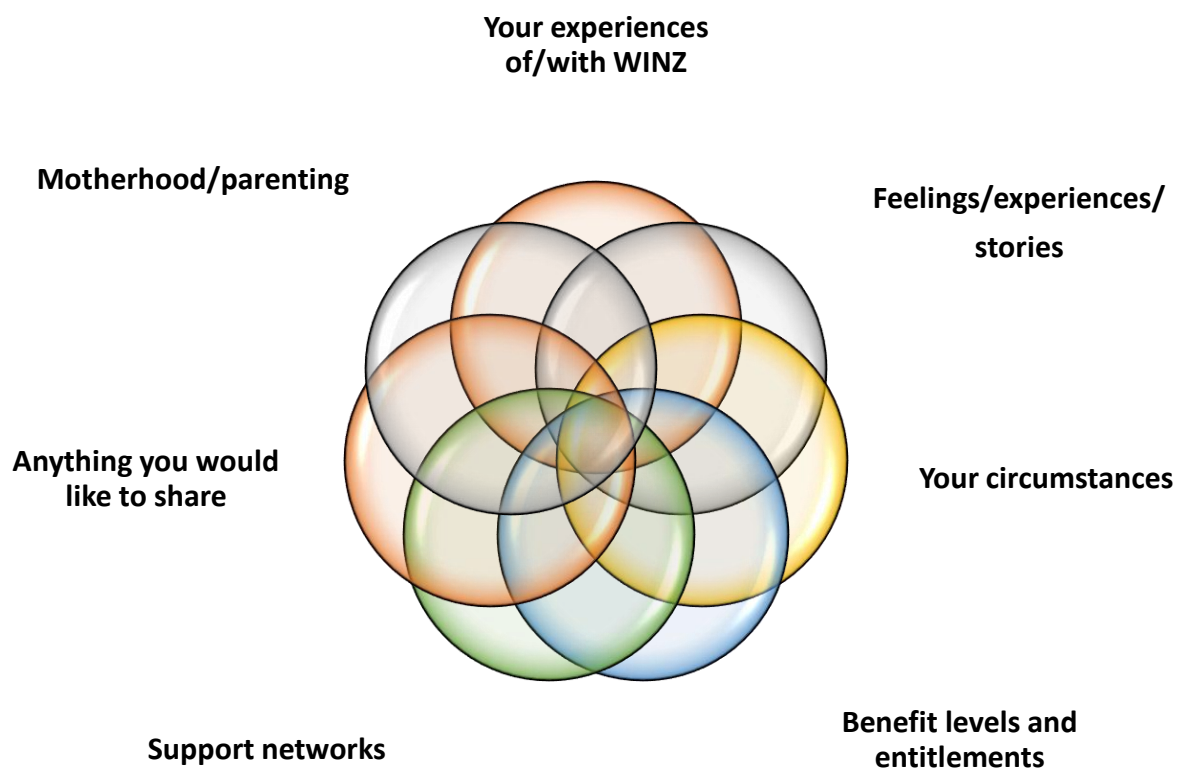 Your experiences
of/with WINZ
Motherhood/parenting
Feelings/experiences/
stories
Anything you would
like to share
Your circumstances
Support networks
Benefit levels and
entitlements